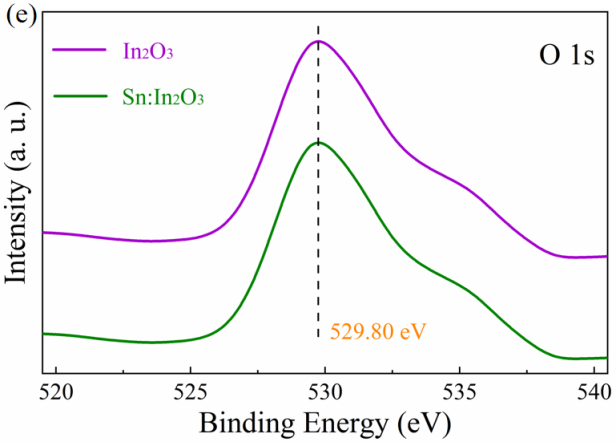 (e)
In₂O₃
Sn:In₂O₃
O 1s
Intensity (a. u.)
529.80 eV
520 525 530 535 540
Binding Energy (eV)